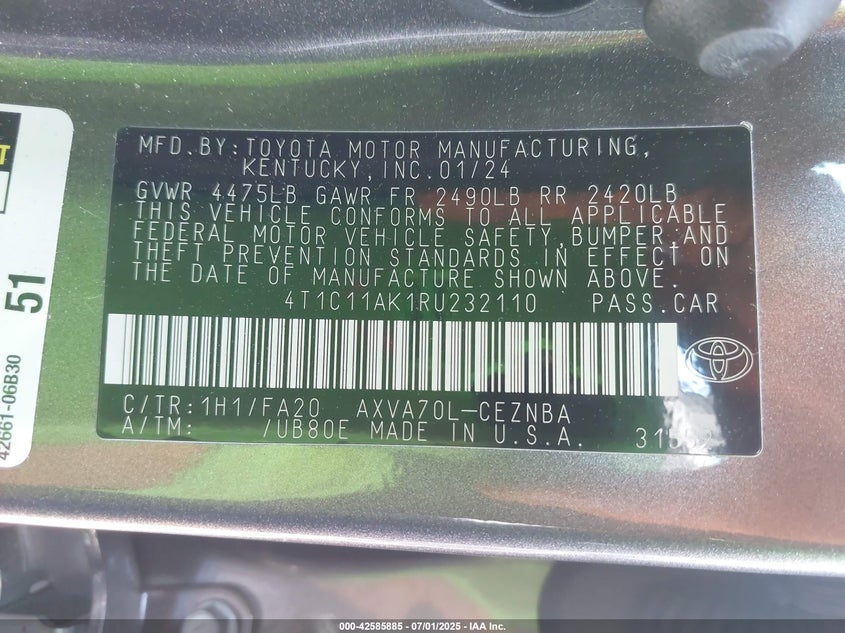 MFD.BY:TOYOTA MOTOR MANUFACTURING,
KENTUCKY,INC.01/24
GVWR 4475LB GAWR FR 2490LB RR 2420LB
THIS VEHICLE CONFORMS TO ALL APPLICABLE
FEDERAL MOTOR VEHICLE SAFETY,BUMPER,AND
THEFT PREVENTION STANDARDS IN EFFECT ON
THE DATE OF MANUFACTURE SHOWN ABOVE.
4T1C11AK1RU232110 PASS.CAR
C/TR:1H1/FA20 AXVA70L-CEZNBA
A/TM: /UB80E MADE IN U.S.A.
51
42661-06B30
000-42585885 - 07/01/2025 - IAA Inc.